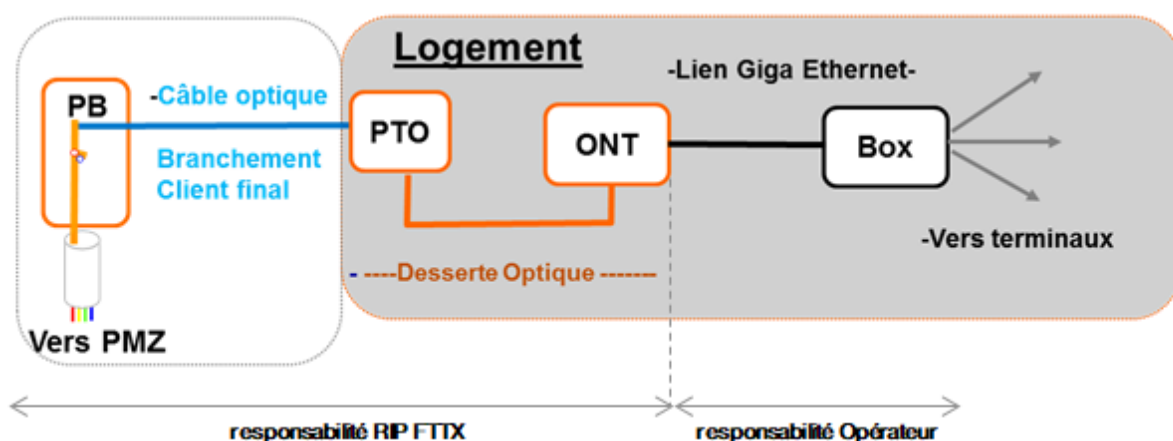 Logement
-Lien Giga Ethernet-
PB
-Câble optique
PTO
ONT
Box
Branchement
Client final
-Vers terminaux
- ----Desserte Optique -------
Vers PMZ
responsabilité RIP FTTX
responsabilité Opérateur